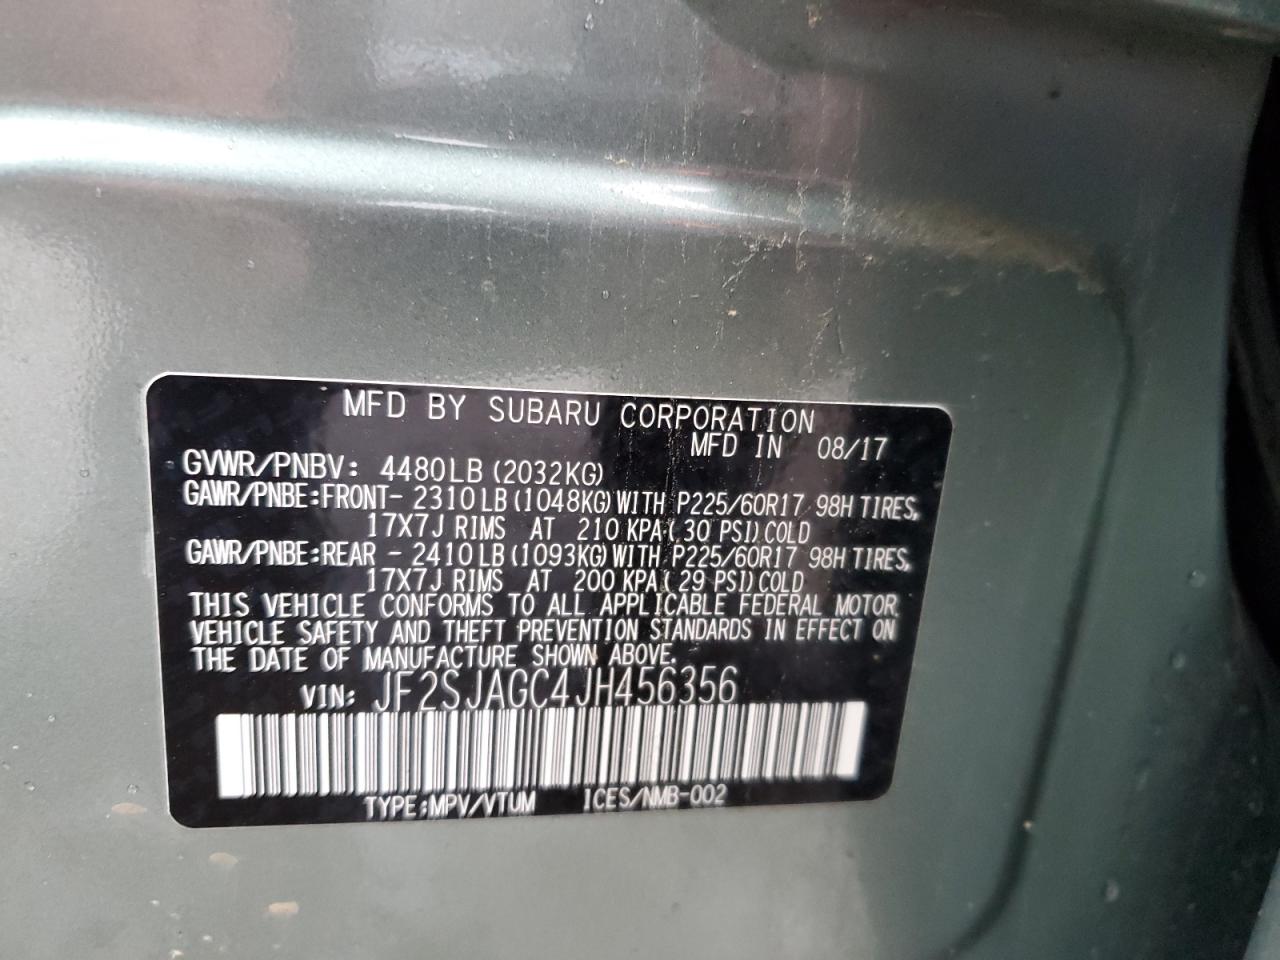 MFD BY SUBARU CORPORATION
MFD IN 08/17
GVWR/PNBV: 4480LB (2032KG)
GAWR/PNBE:FRONT- 2310LB(1048KG)WITH P225/60R17 98H TIRES,
17X7J RIMS AT 210 KPA( 30 PSI)COLD
GAWR/PNBE:REAR - 2410LB(1093KG)WITH P225/60R17 98H TIRES,
17X7J RIMS AT 200 KPA( 29 PSI)COLD
THIS VEHICLE CONFORMS TO ALL APPLICABLE FEDERAL MOTOR
VEHICLE SAFETY AND THEFT PREVENTION STANDARDS IN EFFECT ON
THE DATE OF MANUFACTURE SHOWN ABOVE.
VIN: JF2SJAGC4JH456356
TYPE:MPV/VTUM ICES/NMB-002